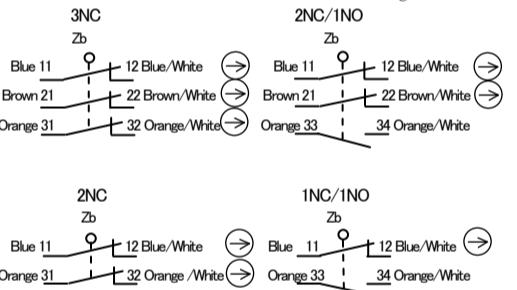 3NC
Zb
Blue 11 12 Blue/White
Brown 21 22 Brown/White
Orange 31 32 Orange/White
2NC/1NO
Zb
Blue 11 12 Blue/White
Brown 21 22 Brown/White
Orange 33 34 Orange/White
2NC
Zb
Blue 11 12 Blue/White
Orange 31 32 Orange /White
1NC/1NO
Zb
Blue 11 12 Blue/White
Orange 33 34 Orange/White